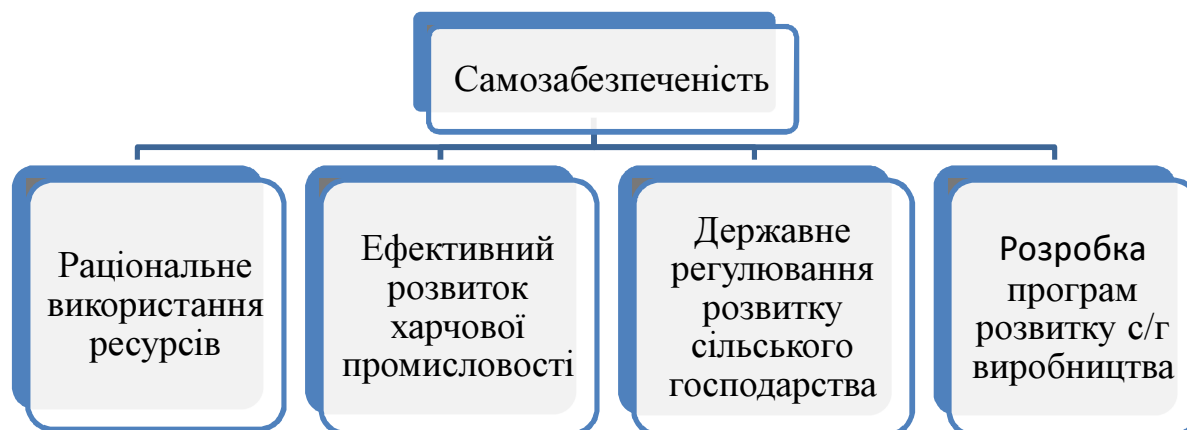 Самозабезпеченість
Раціональне
використання
ресурсів
Ефективний
розвиток
харчової
промисловості
Державне
регулювання
розвитку
сільського
господарства
Розробка
програм
розвитку с/г
виробництва